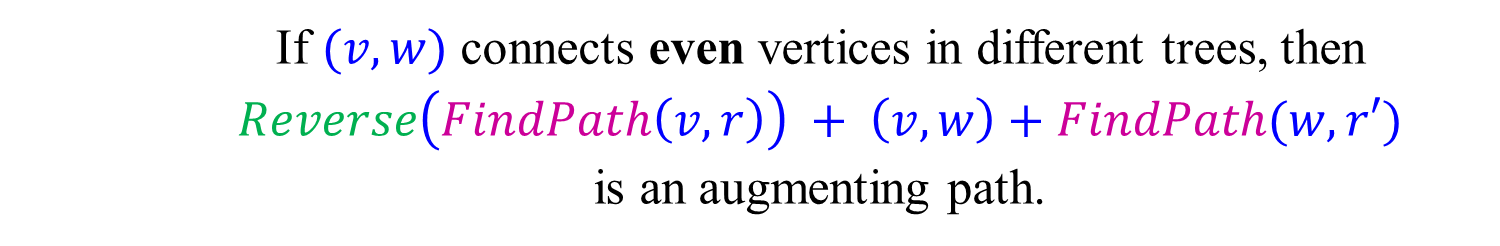 If (v, w) connects even vertices in different trees, then
Reverse(FindPath(v, r)) + (v, w) + FindPath(w, r′)
is an augmenting path.